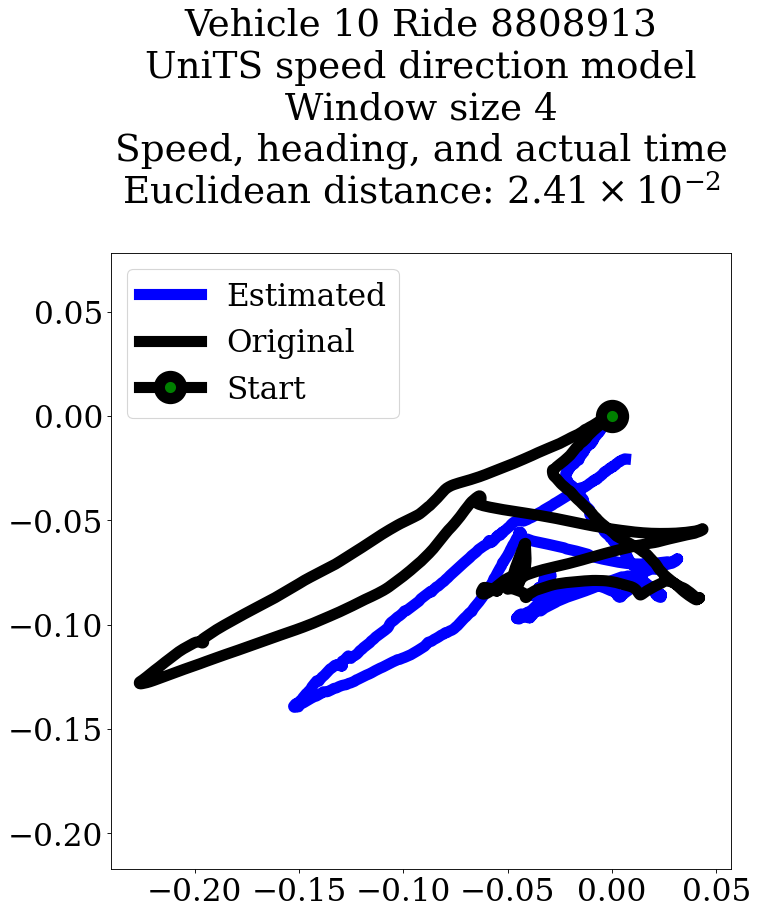 Vehicle 10 Ride 8808913
UniTS speed direction model
Window size 4
Speed, heading, and actual time
Euclidean distance: 2.41 × 10⁻²
Estimated
Original
Start
0.05
0.00
−0.05
−0.10
−0.15
−0.20
−0.20 −0.15 −0.10 −0.05 0.00 0.05